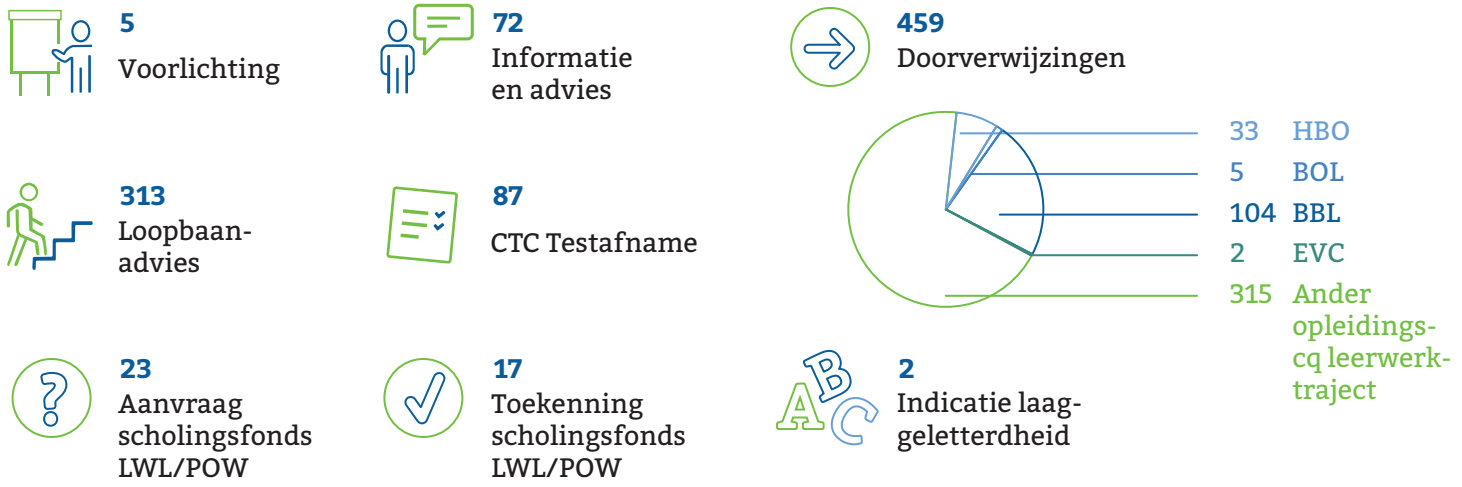 5
Voorlichting
72
Informatie
en advies
459
Doorverwijzingen
33 HBO
5 BOL
104 BBL
2 EVC
315 Ander
opleidings-
cq leerwerk-
traject
313
Loopbaan-
advies
87
CTC Testafname
23
Aanvraag
scholingsfonds
LWL/POW
17
Toekenning
scholingsfonds
LWL/POW
A B C
2
Indicatie laag-
geletterdheid